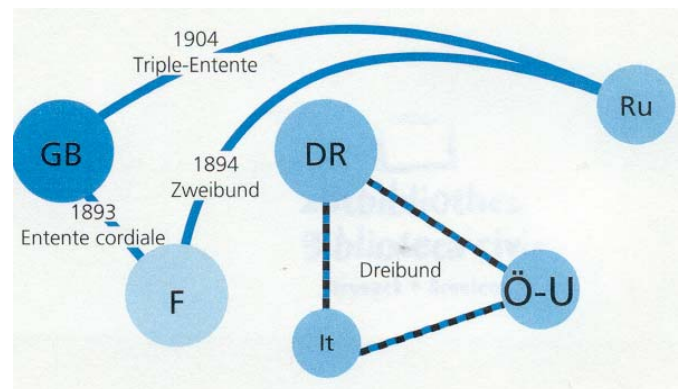 1904
Triple-Entente
Ru
GB
DR
1894
Zweibund
1893
Entente cordiale
Dreibund
Ö-U
F
It